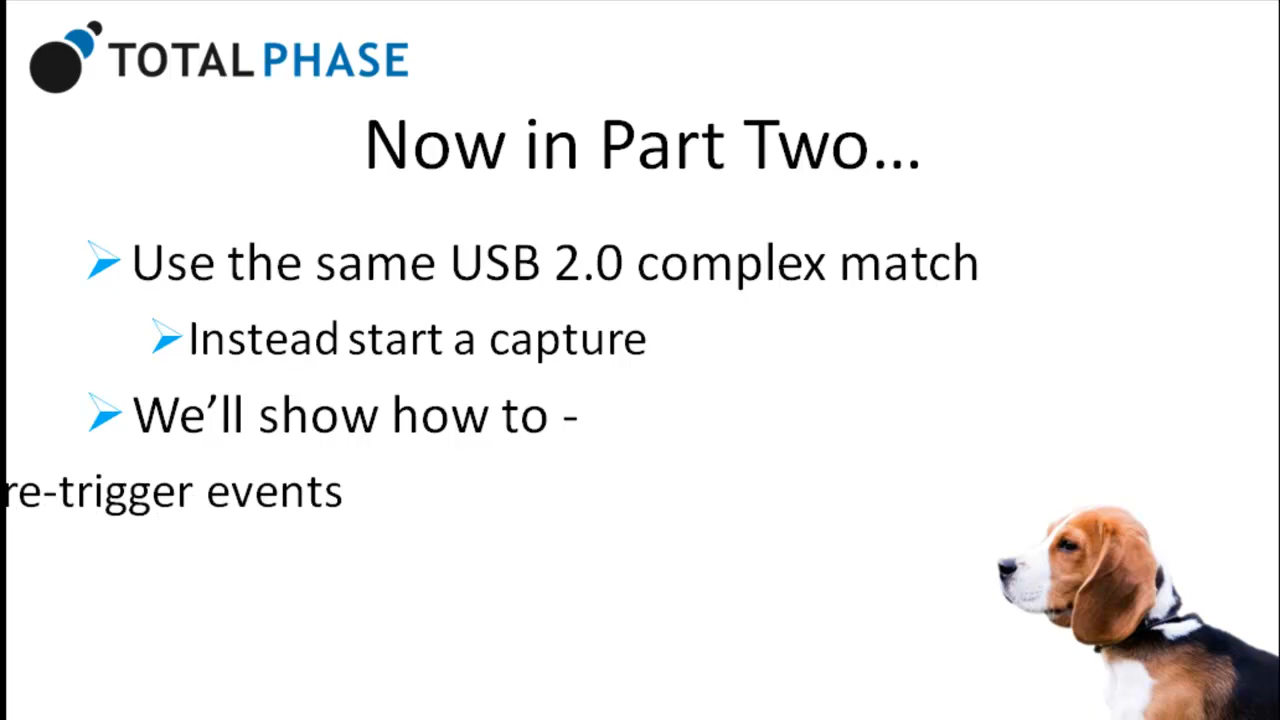 TOTAL PHASE
Now in Part Two...
Use the same USB 2.0 complex match
Instead start a capture
We’ll show how to -
re-trigger events